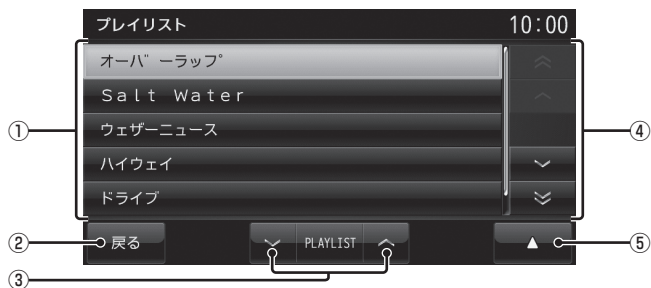 プレイリスト 10:00
オーバーラップ
Salt Water
ウェザーニュース
ハイウェイ
ドライブ
戻る PLAYLIST
①
②
③
④
⑤